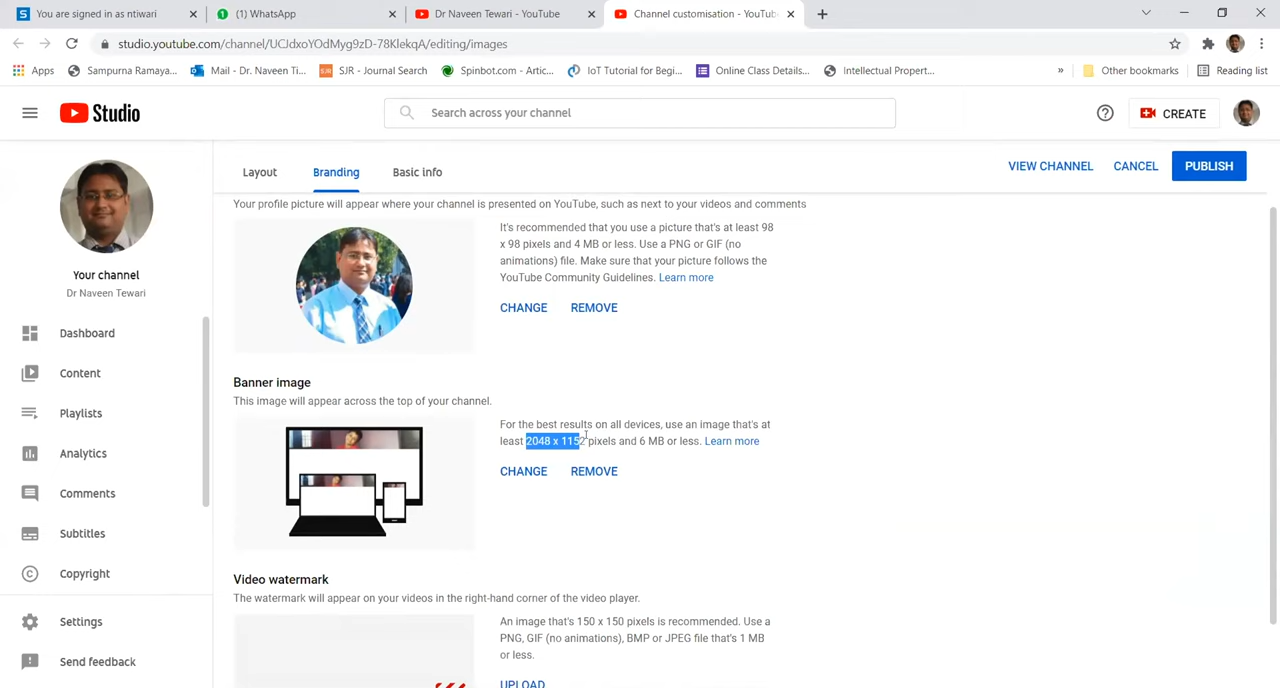 You are signed in as ntiwari
(1) WhatsApp
Dr Naveen Tewari - YouTube
Channel customisation - YouTub
studio.youtube.com/channel/UCJdxoYOdMyg9zD-78KlekqA/editing/images
Apps
Sampurna Ramaya...
Mail - Dr. Naveen Ti...
SJR - Journal Search
Spinbot.com - Artic...
IoT Tutorial for Begi...
Online Class Details...
Intellectual Propert...
»
Other bookmarks
Reading list
Studio
Search across your channel
CREATE
Layout
Branding
Basic info
VIEW CHANNEL
CANCEL
PUBLISH
Your channel
Dr Naveen Tewari
Dashboard
Content
Playlists
Analytics
Comments
Subtitles
Copyright
Settings
Send feedback
Your profile picture will appear where your channel is presented on YouTube, such as next to your videos and comments
It's recommended that you use a picture that's at least 98
x 98 pixels and 4 MB or less. Use a PNG or GIF (no
animations) file. Make sure that your picture follows the
YouTube Community Guidelines. Learn more
CHANGE
REMOVE
Banner image
This image will appear across the top of your channel.
For the best results on all devices, use an image that's at
least 2048 x 1152 pixels and 6 MB or less. Learn more
CHANGE
REMOVE
Video watermark
The watermark will appear on your videos in the right-hand corner of the video player.
An image that's 150 x 150 pixels is recommended. Use a
PNG, GIF (no animations), BMP or JPEG file that's 1 MB
or less.
UPLOAD